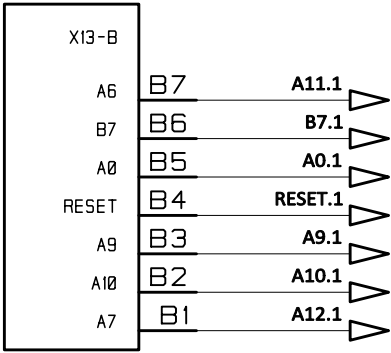 X13-B
A6 B7 A11.1
B7 B6 B7.1
A0 B5 A0.1
RESET B4 RESET.1
A9 B3 A9.1
A10 B2 A10.1
A7 B1 A12.1